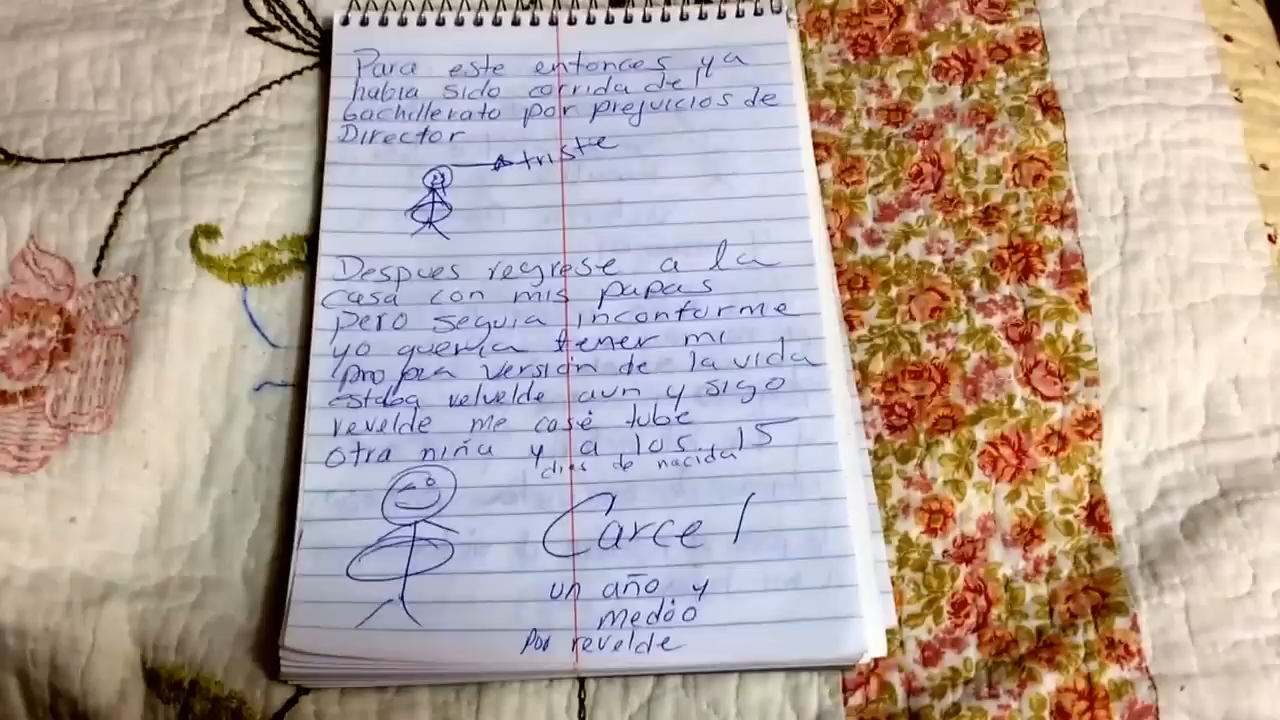 Para este entonces ya
habia sido corrida del
bachillerato por prejuicios de
Director
triste
Despues regrese a la
casa con mis papas
pero seguia inconforme
yo queria tener mi
propia versión de la vida
estaba relvelde aun y sigo
revelde me casé tube
otra niña y a los 15
dias de nacida
Carcel
un año y
medio
Por revelde